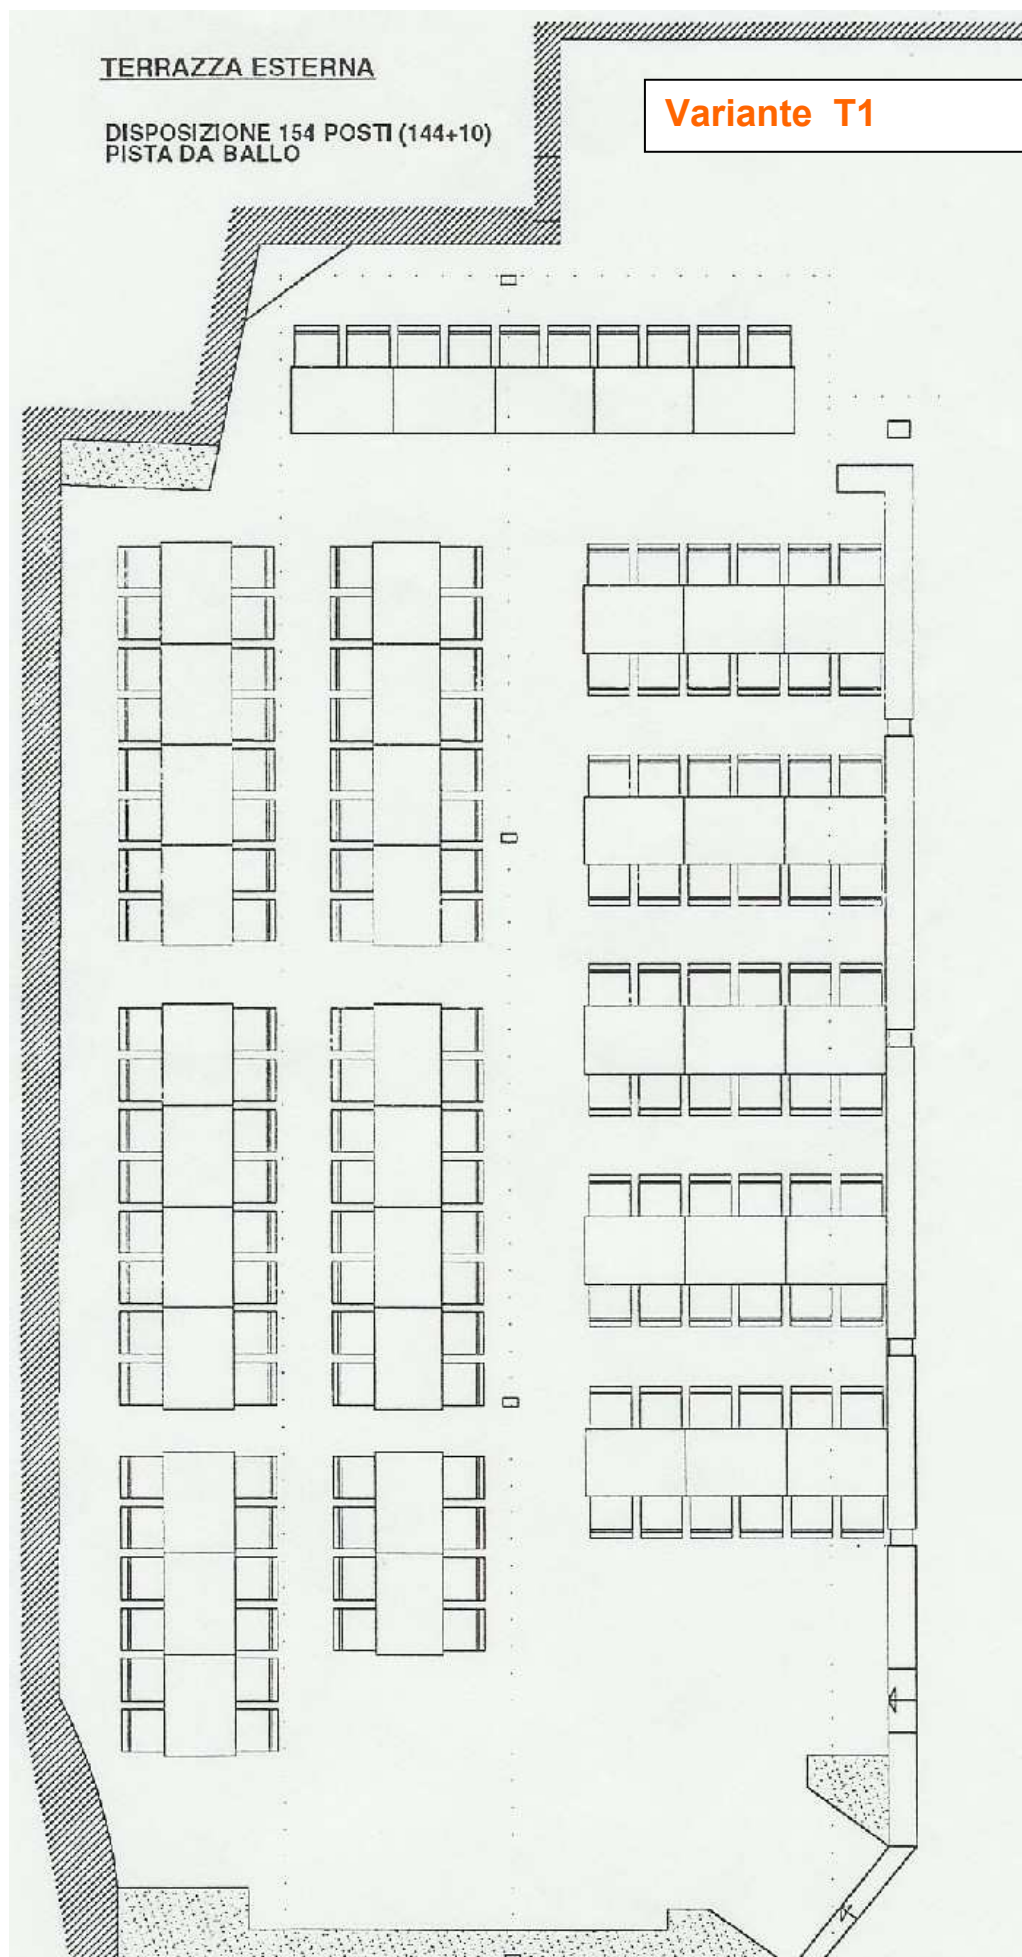 TERRAZZA ESTERNA
Variante T1
DISPOSIZIONE 154 POSTI (144+10)
PISTA DA BALLO